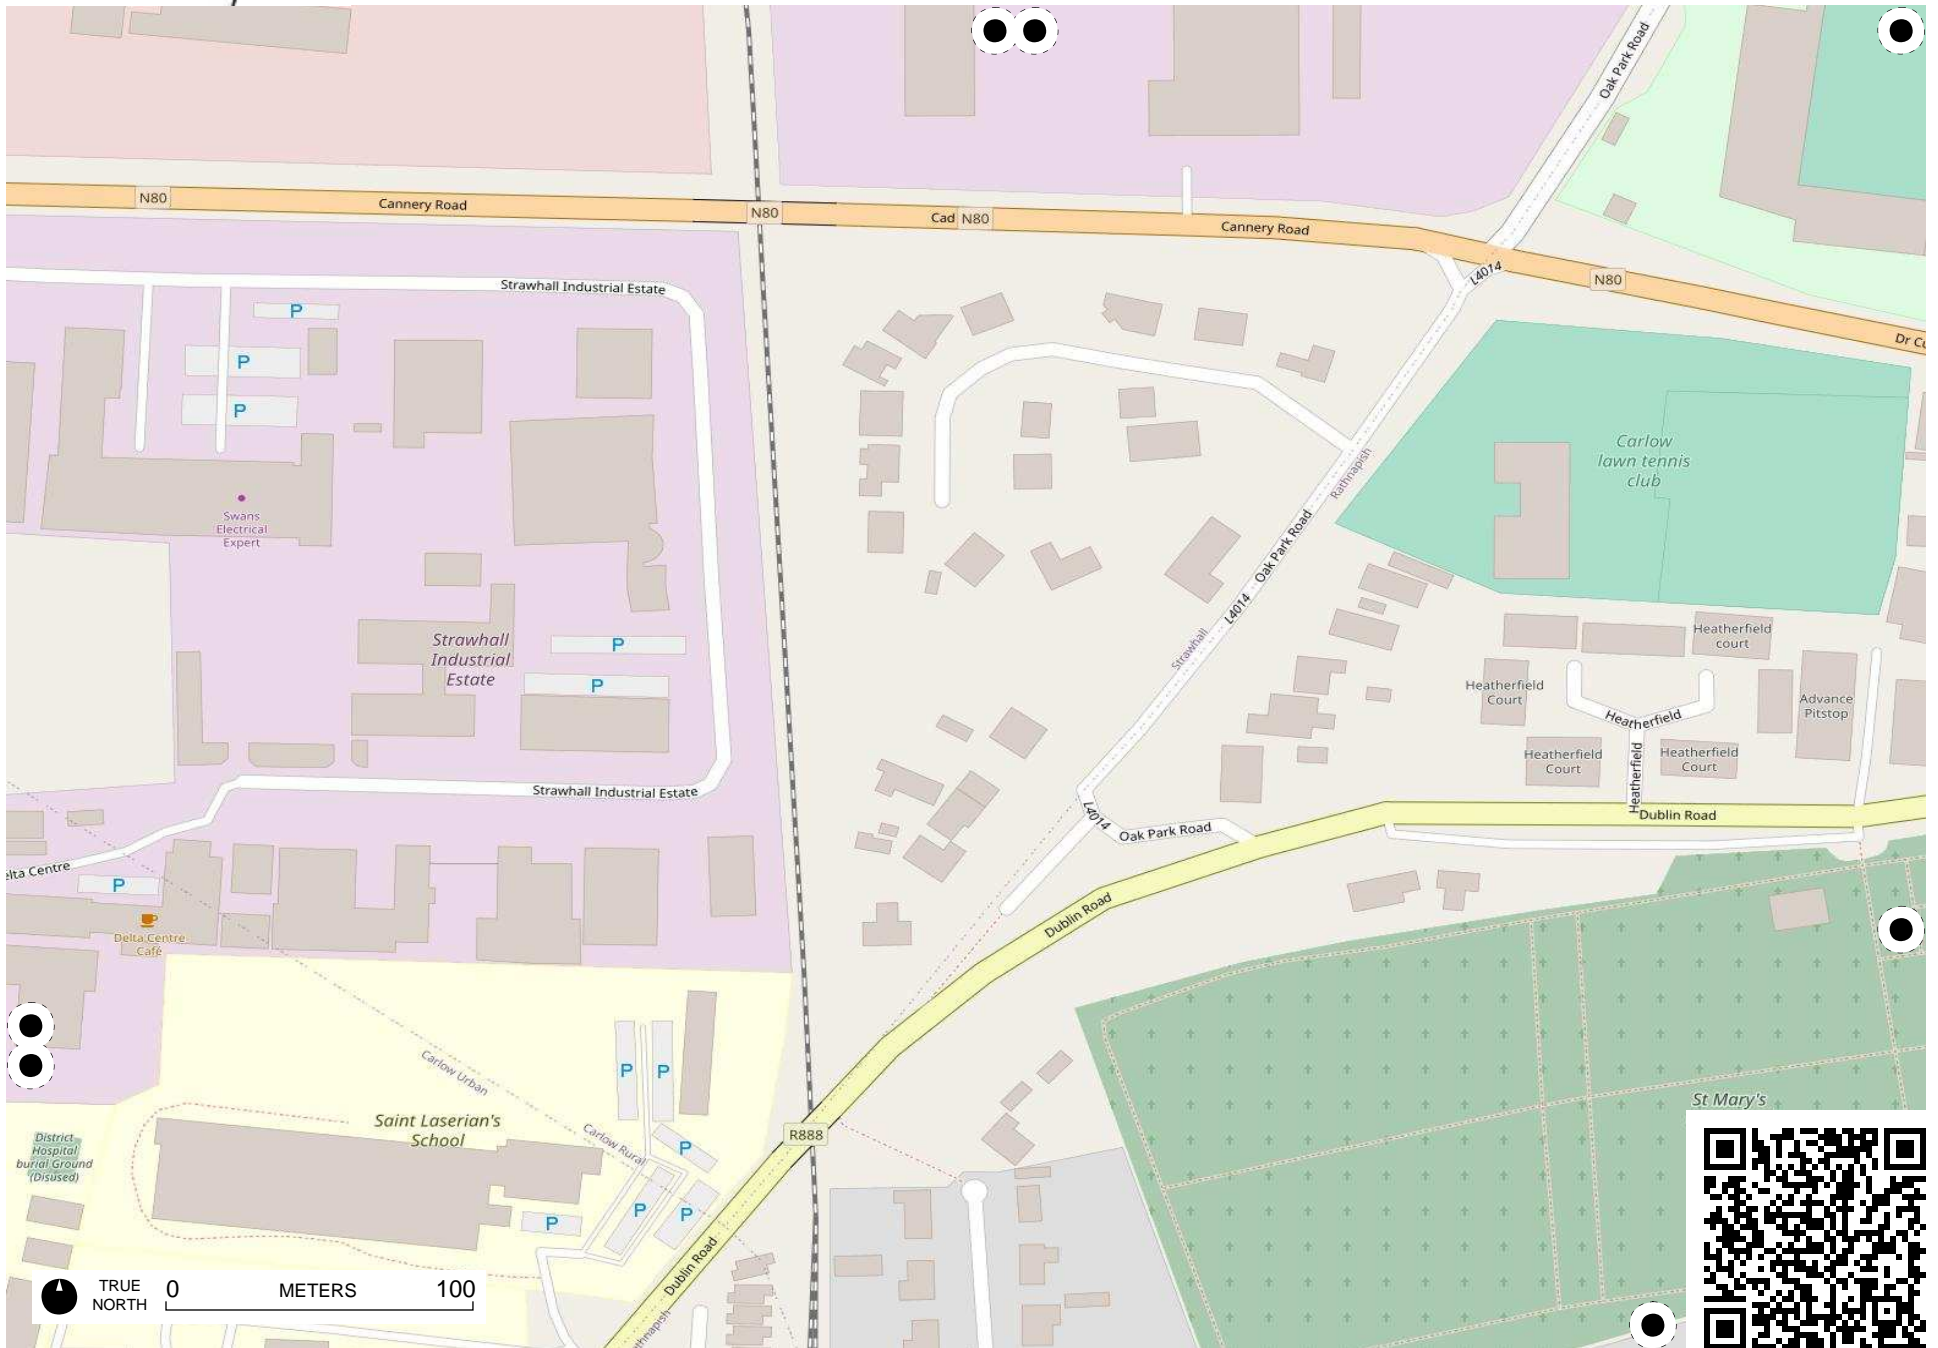 Oak Park Road
N80
Cannery Road
N80
Cad
N80
Cannery Road
L4014
N80
Dr
Strawhall Industrial Estate
P
P
P
Carlow
lawn tennis
club
Rathnapish
Swans
Electrical
Expert
Oak Park Road
L4014
Strawhall
Strawhall
Industrial
Estate
P
P
Heatherfield
court
Heatherfield
Court
Advance
Pitstop
Heatherfield
Heatherfield
Court
Heatherfield
Court
Heatherfield
Strawhall Industrial Estate
L4014
Oak Park Road
Dublin Road
elta Centre
P
Delta Centre
Café
Dublin Road
Carlow Urban
P
P
Saint Laserian's
School
Carlow Rural
P
R888
St Mary's
District
Hospital
burial Ground
(Disused)
P
P
P
Dublin Road
TRUE
NORTH
0
METERS
100